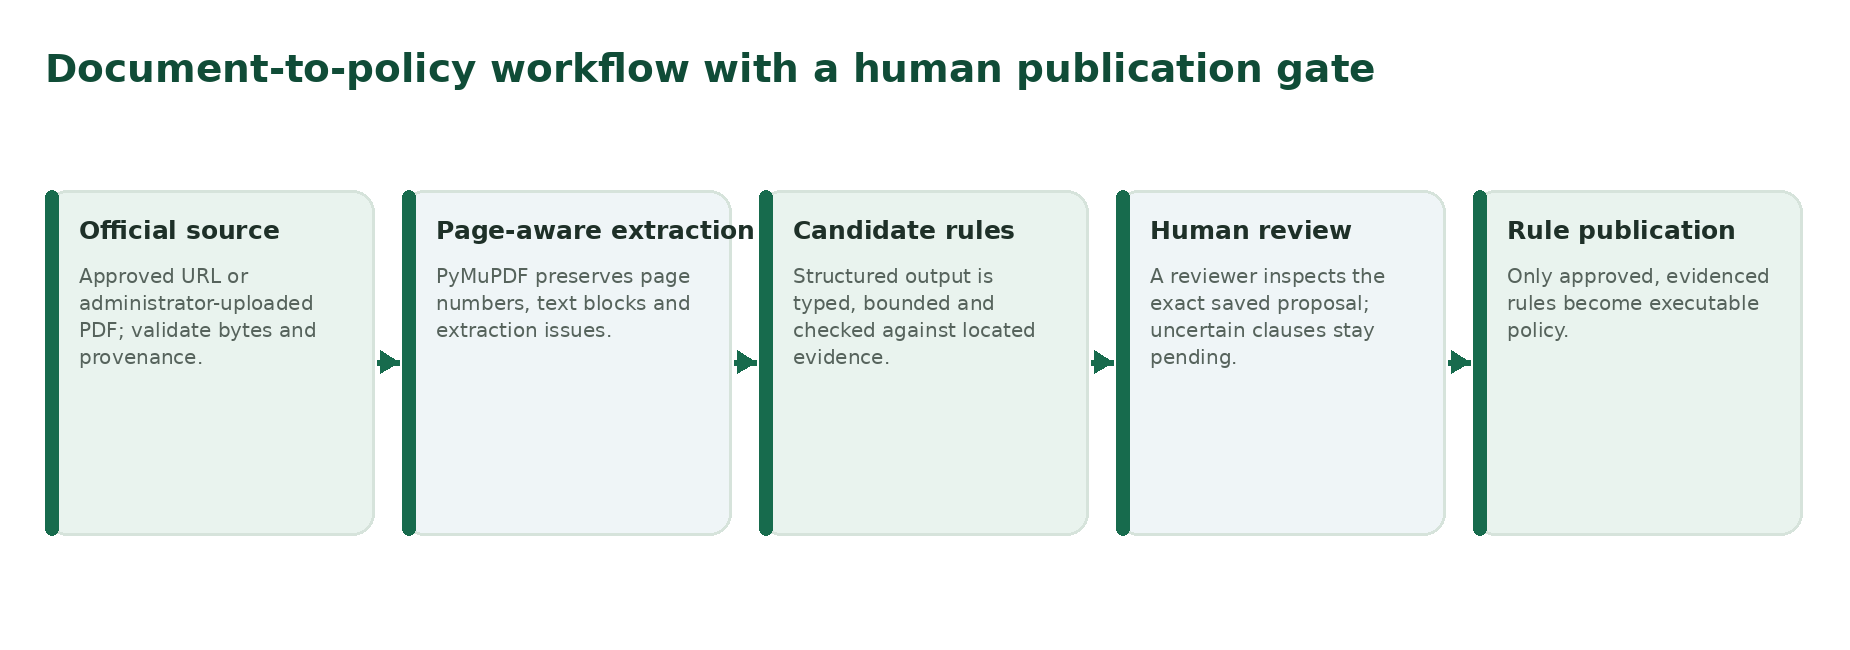 Document-to-policy workflow with a human publication gate
Official source
Approved URL or
administrator-uploaded
PDF; validate bytes and
provenance.
Page-aware extraction
PyMuPDF preserves page
numbers, text blocks and
extraction issues.
Candidate rules
Structured output is
typed, bounded and
checked against located
evidence.
Human review
A reviewer inspects the
exact saved proposal;
uncertain clauses stay
pending.
Rule publication
Only approved, evidenced
rules become executable
policy.